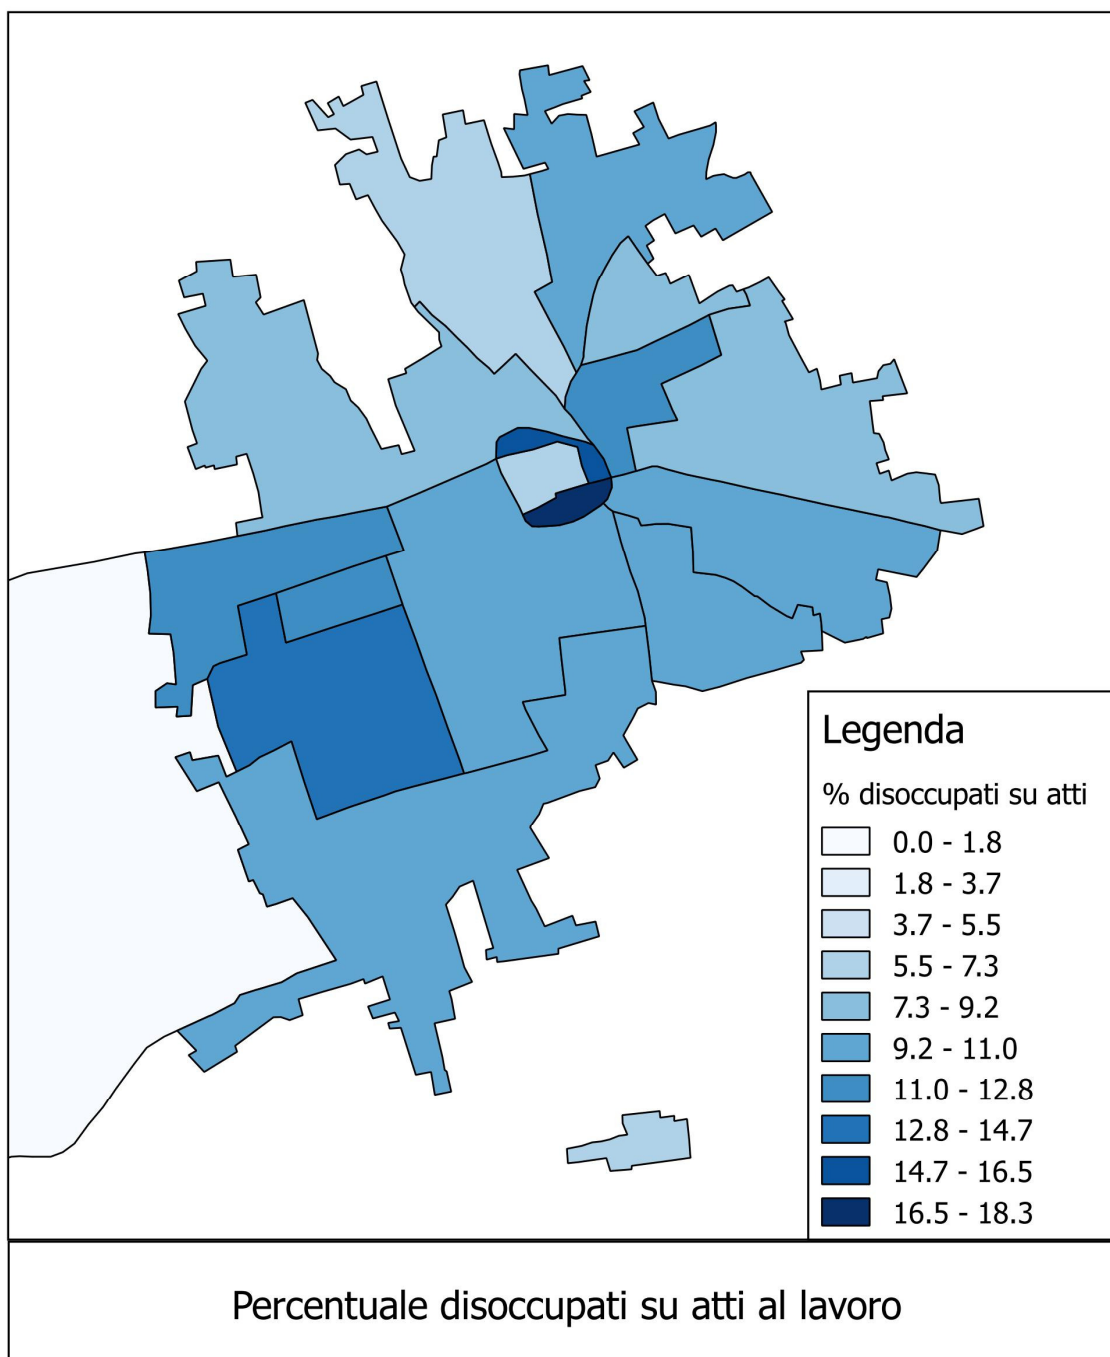 Legenda
% disoccupati su atti
0.0 - 1.8
1.8 - 3.7
3.7 - 5.5
5.5 - 7.3
7.3 - 9.2
9.2 - 11.0
11.0 - 12.8
12.8 - 14.7
14.7 - 16.5
16.5 - 18.3
Percentuale disoccupati su atti al lavoro